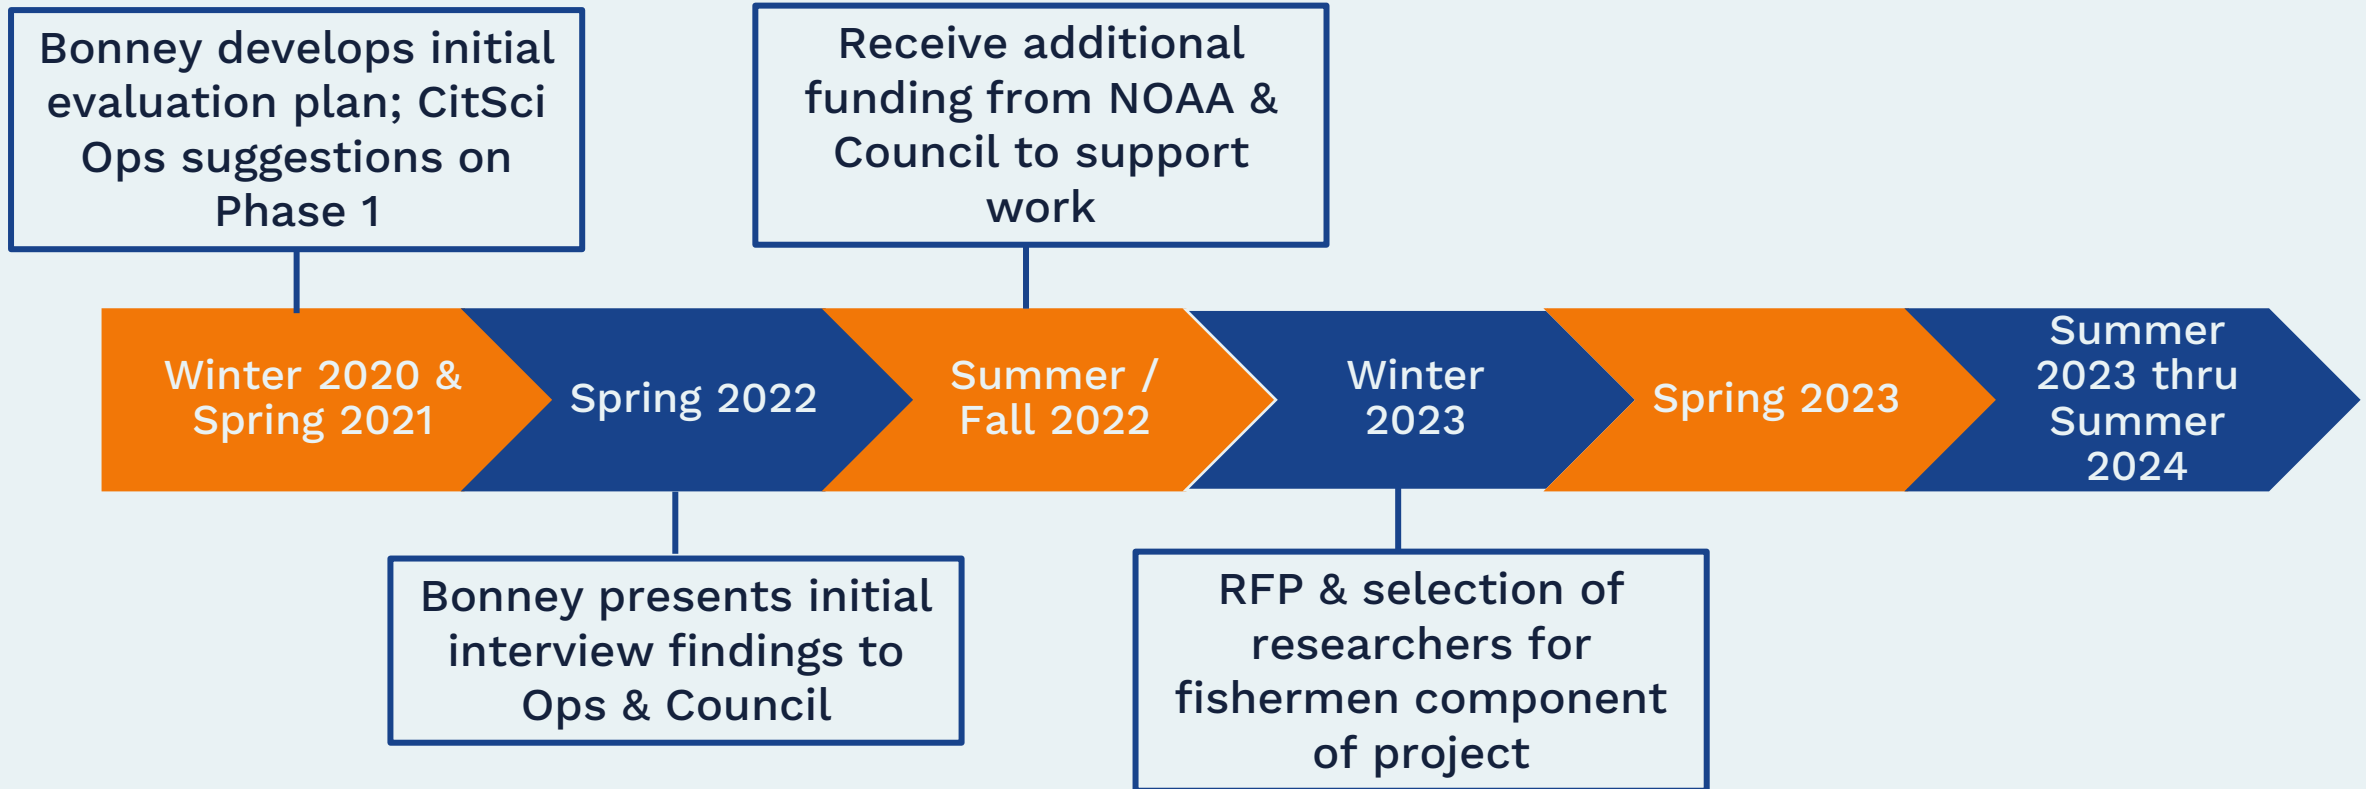 Bonney develops initial
evaluation plan; CitSci
Ops suggestions on
Phase 1
Receive additional
funding from NOAA &
Council to support
work
Winter 2020 &
Spring 2021
Spring 2022
Summer /
Fall 2022
Winter
2023
Spring 2023
Summer
2023 thru
Summer
2024
Bonney presents initial
interview findings to
Ops & Council
RFP & selection of
researchers for
fishermen component
of project